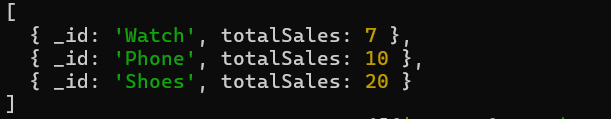 [
  { _id: 'Watch', totalSales: 7 },
  { _id: 'Phone', totalSales: 10 },
  { _id: 'Shoes', totalSales: 20 }
]